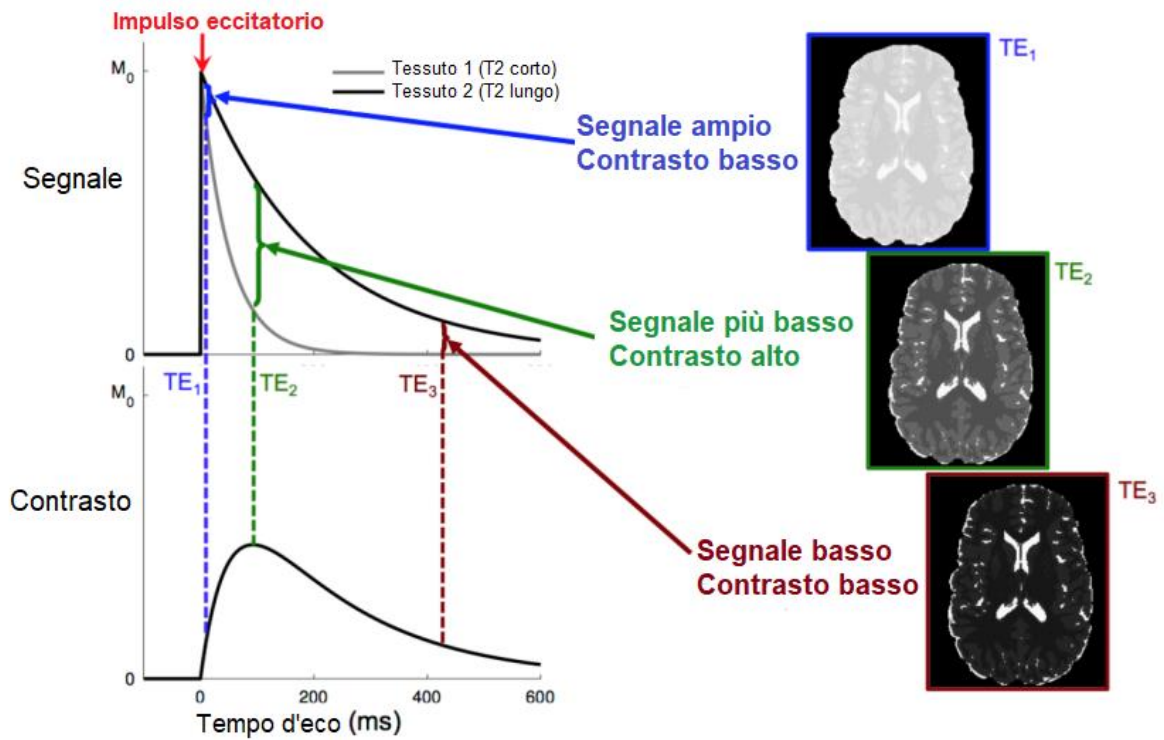 Impulso eccitatorio
M0
Tessuto 1 (T2 corto)
Tessuto 2 (T2 lungo)
Segnale
0
Segnale ampio
Contrasto basso
TE1
Segnale più basso
Contrasto alto
TE2
TE1
TE2
TE3
M0
Contrasto
0
Segnale basso
Contrasto basso
TE3
0
200
400
600
Tempo d'eco (ms)